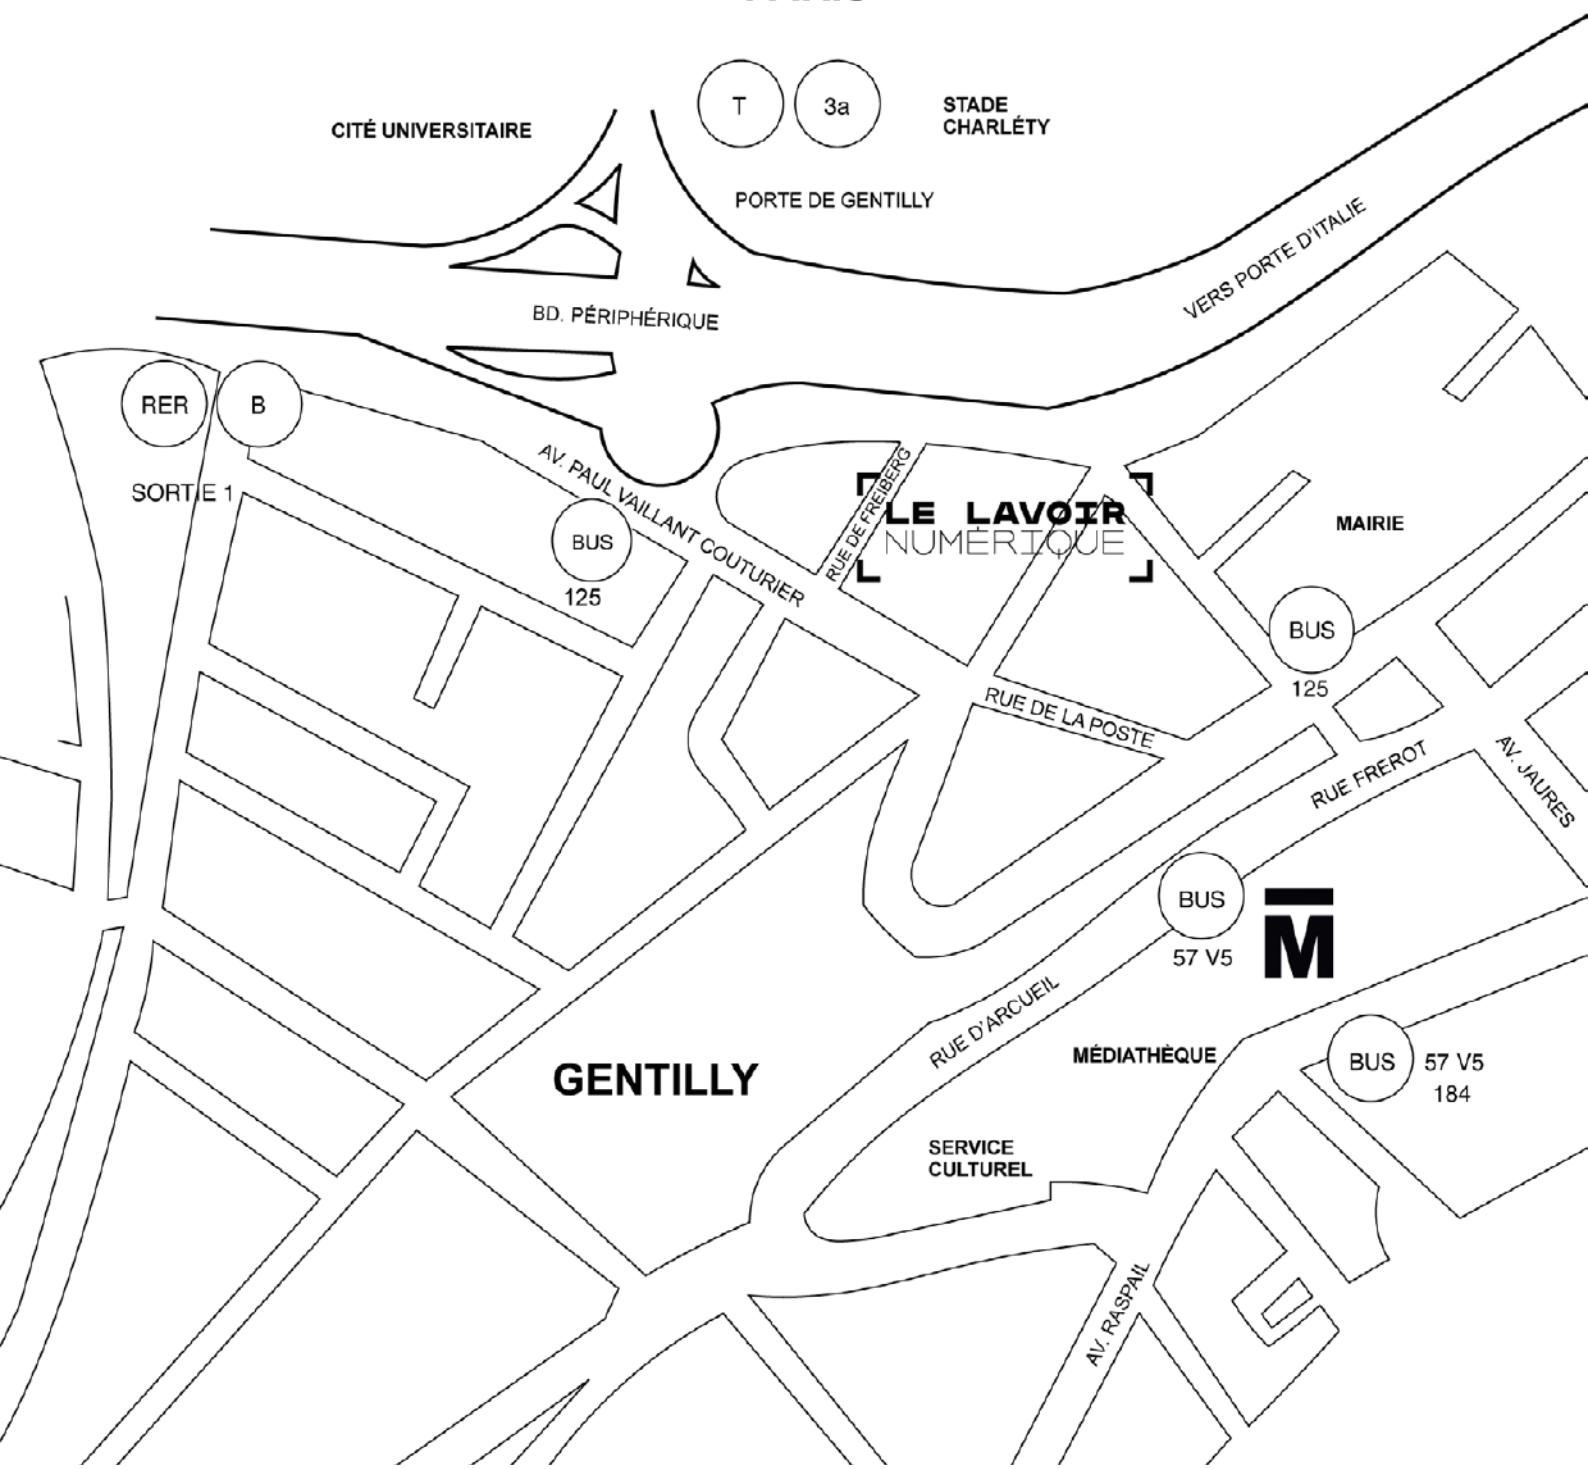 CITÉ UNIVERSITAIRE
T
3a
STADE
CHARLÉTY
PORTE DE GENTILLY
VERS PORTE D'ITALIE
BD. PÉRIPHÉRIQUE
RER
B
SORTIE 1
AV. PAUL VAILLANT COUTURIER
BUS
125
RUE DE FREIBERG
LE LAVOIR
NUMÉRIQUE
MAIRIE
BUS
125
RUE DE LA POSTE
RUE FREROT
AV. JAURES
BUS
57 V5
M
RUE D'ARCUEIL
GENTILLY
MÉDIATHÈQUE
BUS
57 V5
184
SERVICE
CULTUREL
AV. RASPAIL